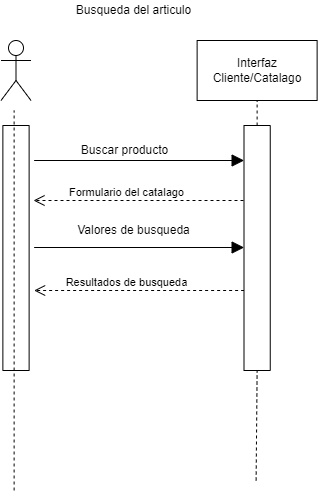 Busqueda del articulo
Interfaz
Cliente/Catalago
Buscar producto
Formulario del catalago
Valores de busqueda
Resultados de busqueda